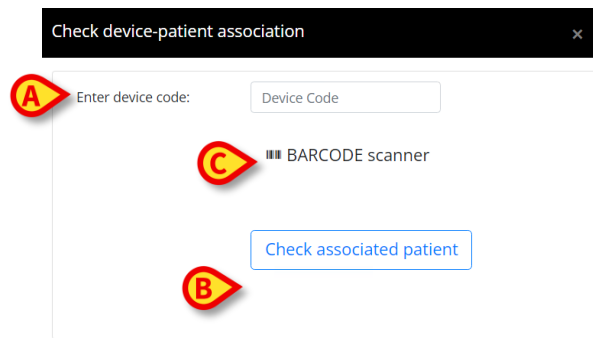 Check device-patient association ×
A Enter device code: Device Code
C BARCODE scanner
Check associated patient
B